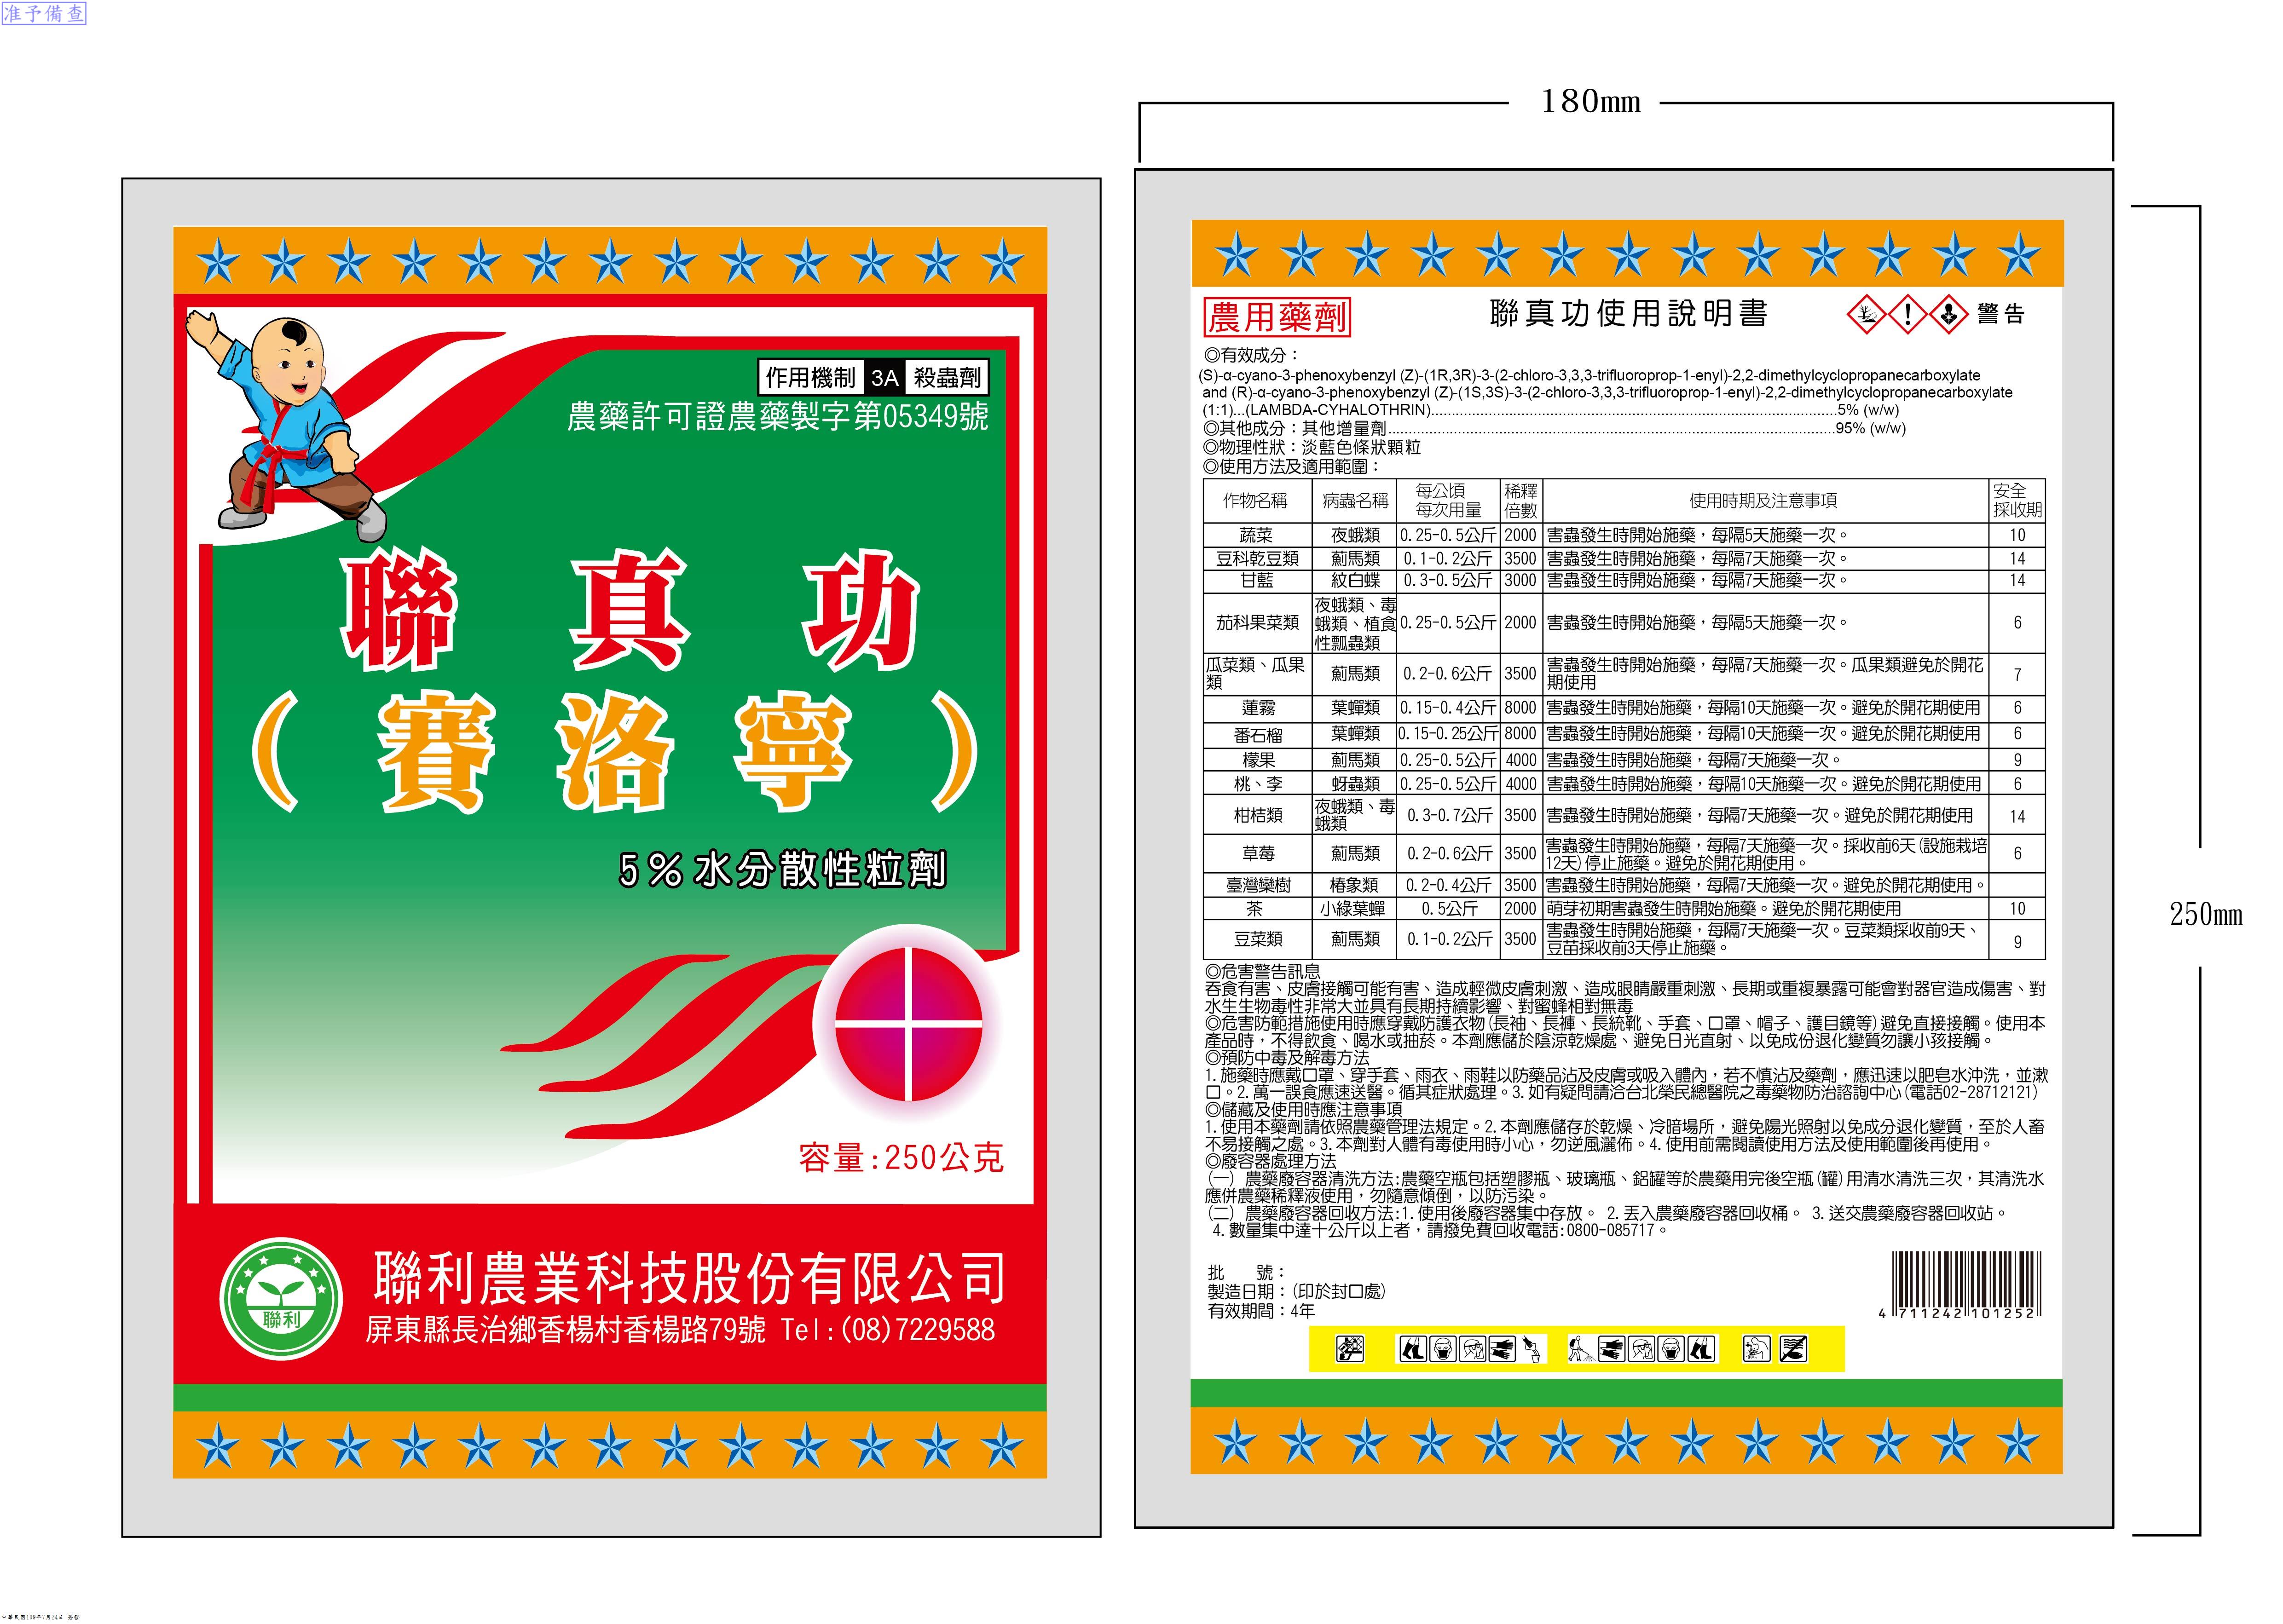 准予備查
180mm
250mm
作用機制 3A 殺蟲劑
農藥許可證農藥製字第05349號
聯真功
(賽洛寧)
5%水分散性粒劑
容量:250公克
聯利
聯利農業科技股份有限公司
屏東縣長治鄉香楊村香楊路79號 Tel:(08)7229588
農用藥劑
聯真功使用說明書
警告
◎有效成分：
(S)-α-cyano-3-phenoxybenzyl (Z)-(1R,3R)-3-(2-chloro-3,3,3-trifluoroprop-1-enyl)-2,2-dimethylcyclopropanecarboxylate
and (R)-α-cyano-3-phenoxybenzyl (Z)-(1S,3S)-3-(2-chloro-3,3,3-trifluoroprop-1-enyl)-2,2-dimethylcyclopropanecarboxylate
(1:1)...(LAMBDA-CYHALOTHRIN)....................5% (w/w)
◎其他成分：其他增量劑....................95% (w/w)
◎物理性狀：淡藍色條狀顆粒
◎使用方法及適用範圍：
作物名稱 病蟲名稱 每公頃每次用量 稀釋倍數 使用時期及注意事項 安全採收期
蔬菜 夜蛾類 0.25-0.5公斤 2000 害蟲發生時開始施藥，每隔5天施藥一次。 10
豆科乾豆類 薊馬類 0.1-0.2公斤 3500 害蟲發生時開始施藥，每隔7天施藥一次。 14
甘藍 紋白蝶 0.3-0.5公斤 3000 害蟲發生時開始施藥，每隔7天施藥一次。 14
茄科果菜類 夜蛾類、毒蛾類、植食性瓢蟲類 0.25-0.5公斤 2000 害蟲發生時開始施藥，每隔5天施藥一次。 6
瓜菜類、瓜果類 薊馬類 0.2-0.6公斤 3500 害蟲發生時開始施藥，每隔7天施藥一次。瓜果類避免於開花期使用 7
蓮霧 葉蟬類 0.15-0.4公斤 8000 害蟲發生時開始施藥，每隔10天施藥一次。避免於開花期使用 6
番石榴 葉蟬類 0.15-0.25公斤 8000 害蟲發生時開始施藥，每隔10天施藥一次。避免於開花期使用 6
檬果 薊馬類 0.25-0.5公斤 4000 害蟲發生時開始施藥，每隔7天施藥一次。 9
桃、李 蚜蟲類 0.25-0.5公斤 4000 害蟲發生時開始施藥，每隔10天施藥一次。避免於開花期使用 6
柑桔類 夜蛾類、毒蛾類 0.3-0.7公斤 3500 害蟲發生時開始施藥，每隔7天施藥一次。避免於開花期使用 14
草莓 薊馬類 0.2-0.6公斤 3500 害蟲發生時開始施藥，每隔7天施藥一次。採收前6天(設施栽培12天)停止施藥。避免於開花期使用。 6
臺灣欒樹 椿象類 0.2-0.4公斤 3500 害蟲發生時開始施藥，每隔7天施藥一次。避免於開花期使用。
茶 小綠葉蟬 0.5公斤 2000 萌芽初期害蟲發生時開始施藥。避免於開花期使用 10
豆菜類 薊馬類 0.1-0.2公斤 3500 害蟲發生時開始施藥，每隔7天施藥一次。豆菜類採收前9天、豆苗採收前3天停止施藥。 9
◎危害警告訊息
吞食有害、皮膚接觸可能有害、造成輕微皮膚刺激、造成眼睛嚴重刺激、長期或重複暴露可能會對器官造成傷害、對
水生生物毒性非常大並具有長期持續影響、對蜜蜂相對無毒
◎危害防範措施使用時應穿戴防護衣物(長袖、長褲、長統靴、手套、口罩、帽子、護目鏡等)避免直接接觸。使用本
產品時，不得飲食、喝水或抽菸。本劑應儲於陰涼乾燥處、避免日光直射、以免成份退化變質勿讓小孩接觸。
◎預防中毒及解毒方法
1.施藥時應戴口罩、穿手套、雨衣、雨鞋以防藥品沾及皮膚或吸入體內，若不慎沾及藥劑，應迅速以肥皂水沖洗，並漱
口。2.萬一誤食應速送醫。循其症狀處理。3.如有疑問請洽台北榮民總醫院之毒藥物防治諮詢中心(電話02-28712121)
◎儲藏及使用時應注意事項
1.使用本藥劑請依照農藥管理法規定。2.本劑應儲存於乾燥、冷暗場所，避免陽光照射以免成分退化變質，至於人畜
不易接觸之處。3.本劑對人體有毒使用時小心，勿逆風灑佈。4.使用前需閱讀使用方法及使用範圍後再使用。
◎廢容器處理方法
(一) 農藥廢容器清洗方法:農藥空瓶包括塑膠瓶、玻璃瓶、鋁罐等於農藥用完後空瓶(罐)用清水清洗三次，其清洗水
應併農藥稀釋液使用，勿隨意傾倒，以防污染。
(二) 農藥廢容器回收方法:1.使用後廢容器集中存放。 2.丟入農藥廢容器回收桶。 3.送交農藥廢容器回收站。
4.數量集中達十公斤以上者，請撥免費回收電話:0800-085717。
批　　號：
製造日期：(印於封口處)
有效期間：4年
4 711242 101252
中華民國109年7月24日 簽發